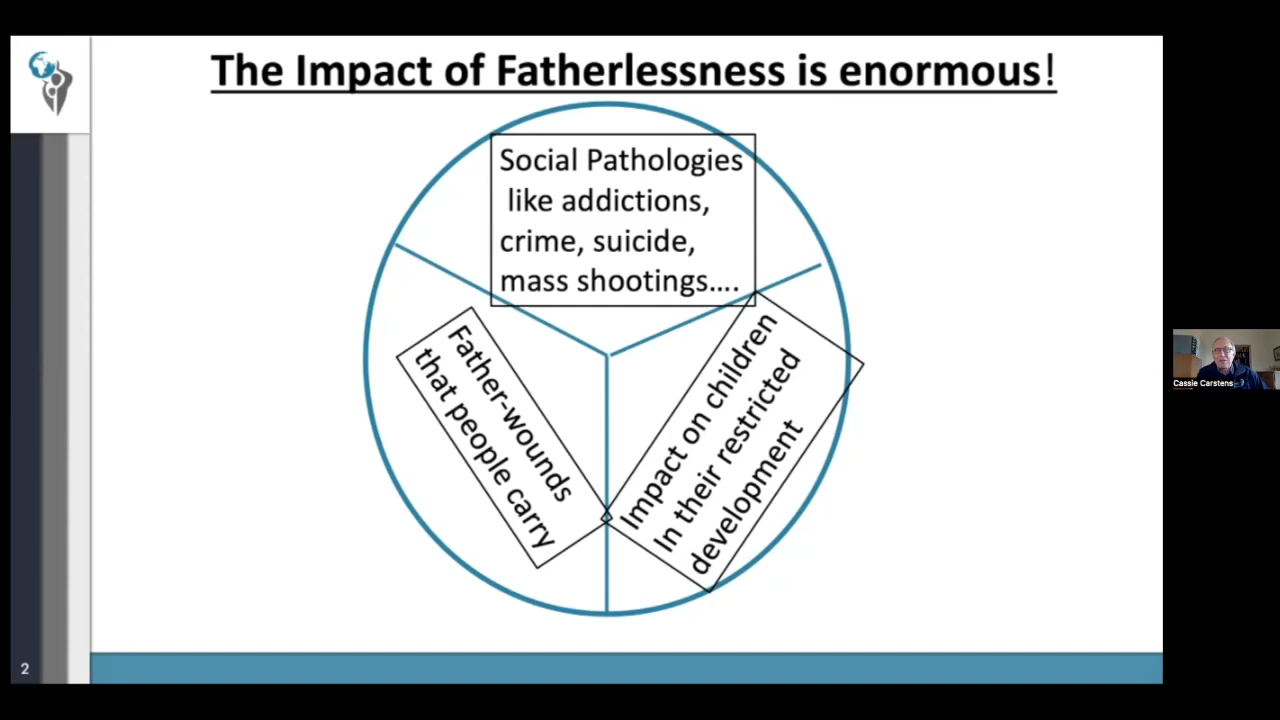 The Impact of Fatherlessness is enormous!
Social Pathologies
like addictions,
crime, suicide,
mass shootings....
Father-wounds
that people carry
Impact on children
In their restricted
development
Cassie Carstens
2